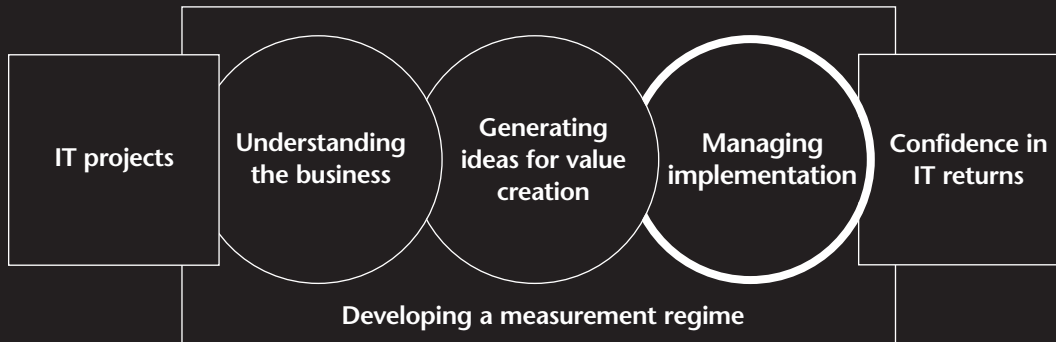 IT projects
Understanding
the business
Generating
ideas for value
creation
Managing
implementation
Confidence in
IT returns
Developing a measurement regime